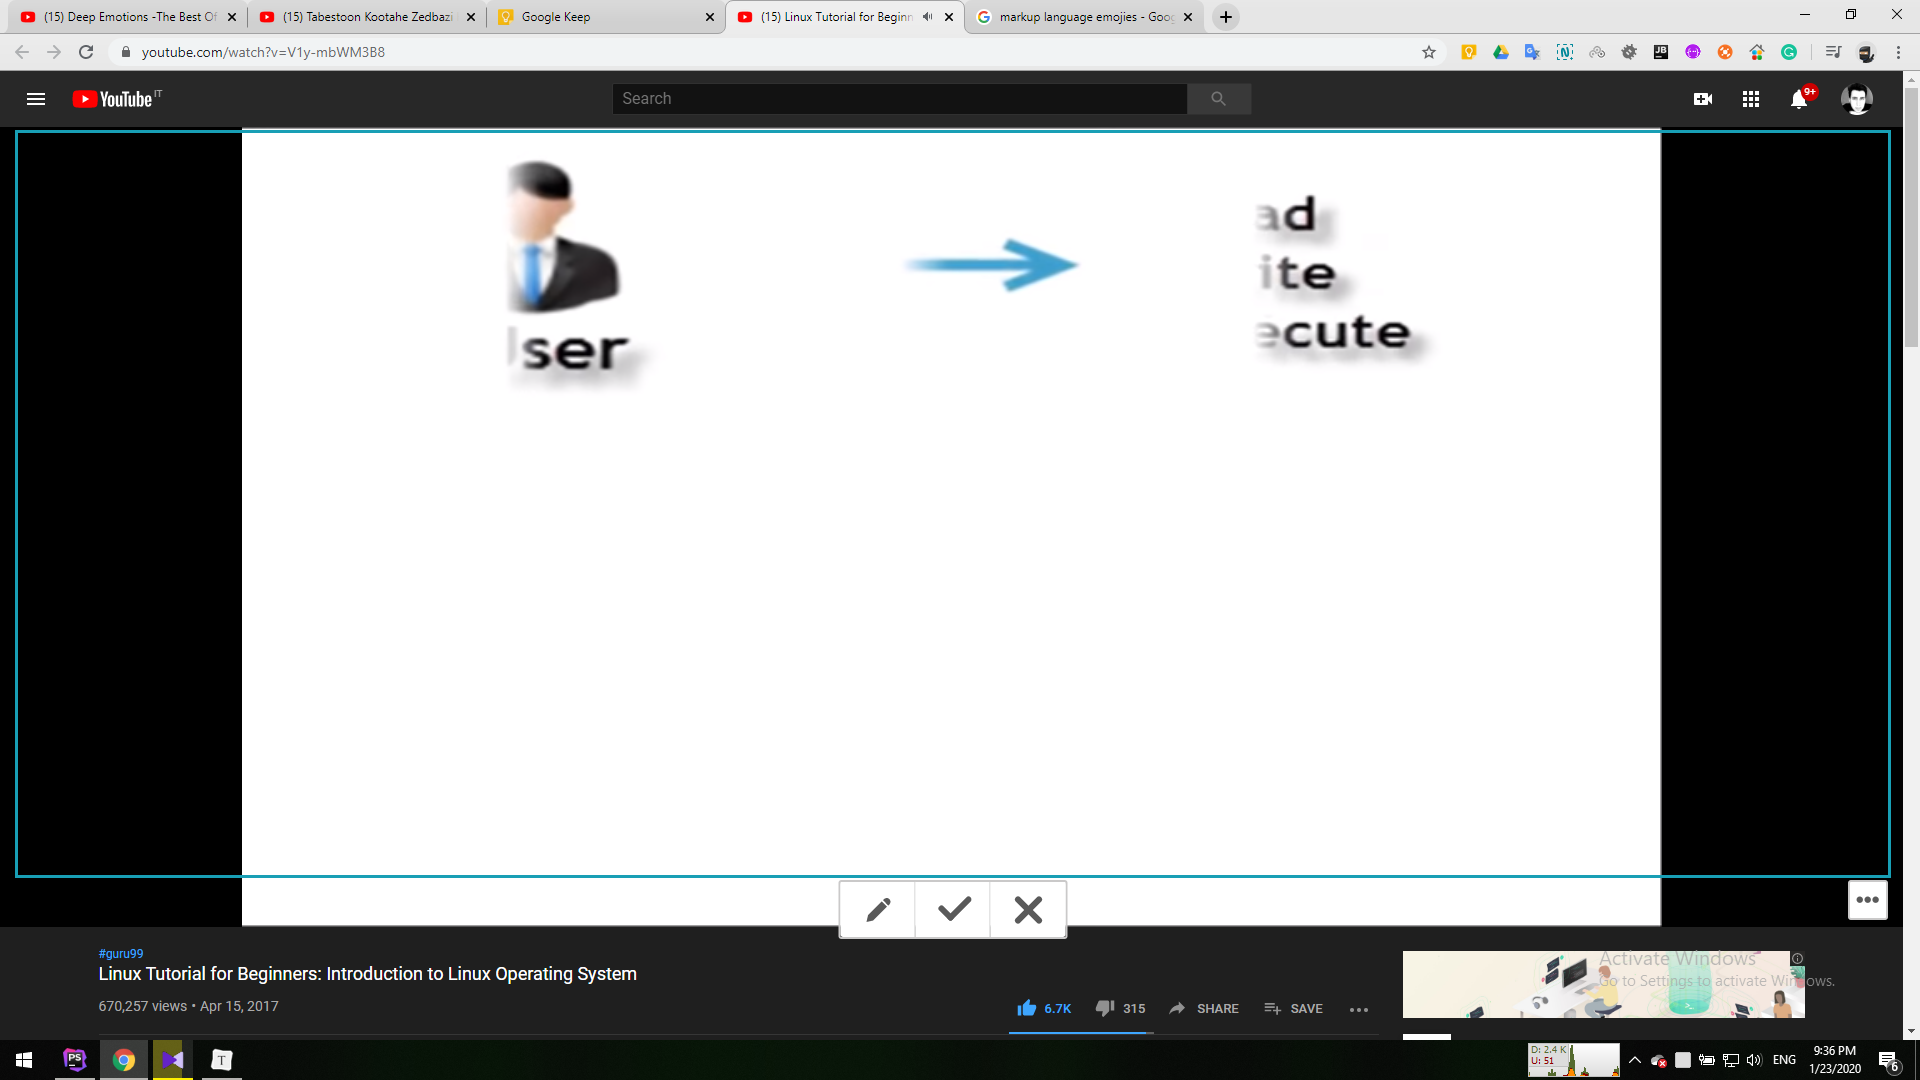 (15) Deep Emotions -The Best Of
(15) Tabestoon Kootahe Zedbazi
Google Keep
(15) Linux Tutorial for Beginn
markup language emojies - Goog
youtube.com/watch?v=V1y-mbWM3B8
YouTube IT
Search
9+
ad
ite
ecute
ser
#guru99
Linux Tutorial for Beginners: Introduction to Linux Operating System
670,257 views • Apr 15, 2017
6.7K 315 SHARE SAVE
Activate Windows
Go to Settings to activate Windows.
PS
T
D: 2.4 K
U: 51
ENG
9:36 PM
1/23/2020
6